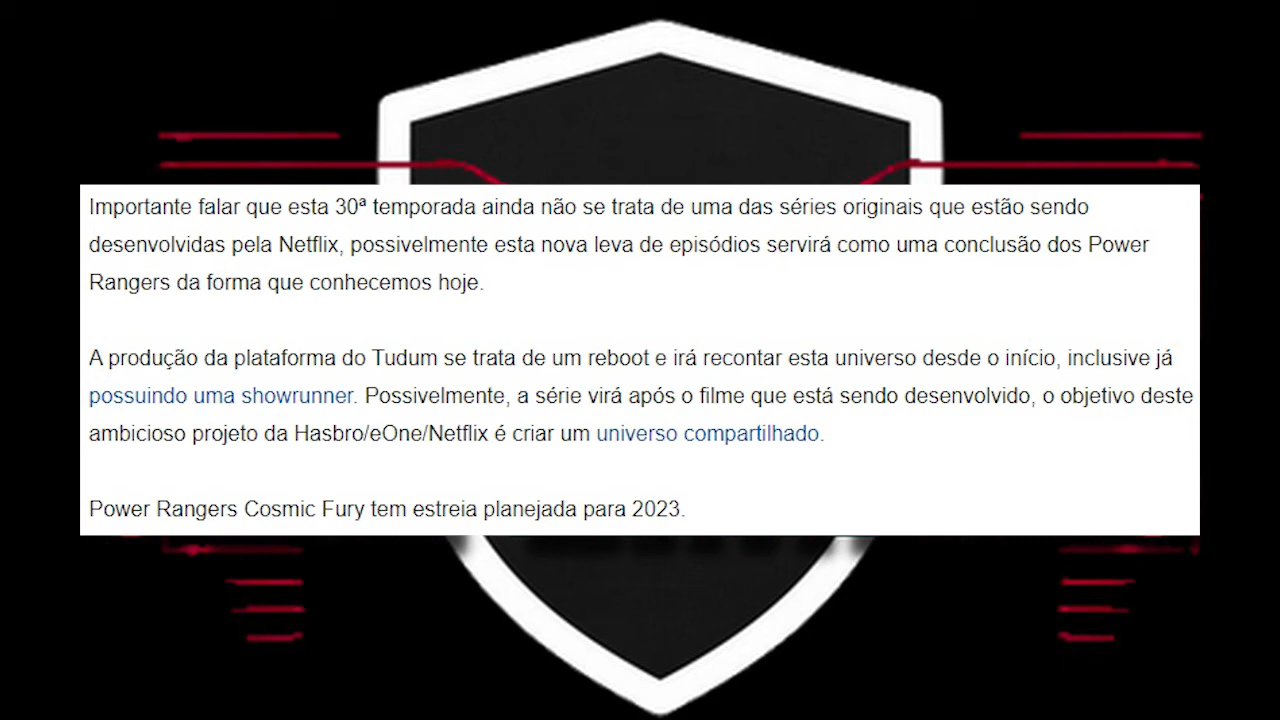 Importante falar que esta 30ª temporada ainda não se trata de uma das séries originais que estão sendo
desenvolvidas pela Netflix, possivelmente esta nova leva de episódios servirá como uma conclusão dos Power
Rangers da forma que conhecemos hoje.
A produção da plataforma do Tudum se trata de um reboot e irá recontar esta universo desde o início, inclusive já
possuindo uma showrunner. Possivelmente, a série virá após o filme que está sendo desenvolvido, o objetivo deste
ambicioso projeto da Hasbro/eOne/Netflix é criar um universo compartilhado.
Power Rangers Cosmic Fury tem estreia planejada para 2023.